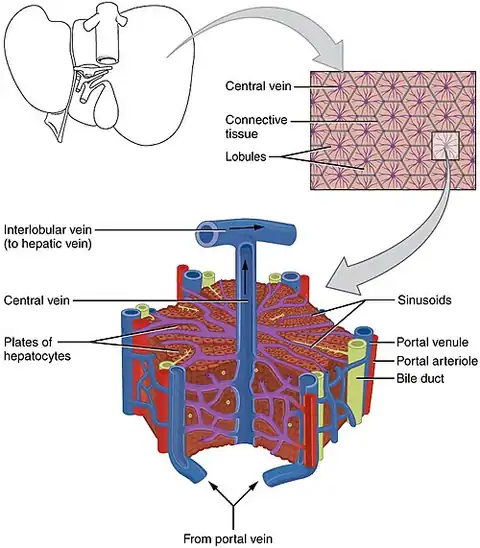 Central vein
Connective
tissue
Lobules
Interlobular vein
(to hepatic vein)
Central vein
Sinusoids
Plates of
hepatocytes
Portal venule
Portal arteriole
Bile duct
From portal vein